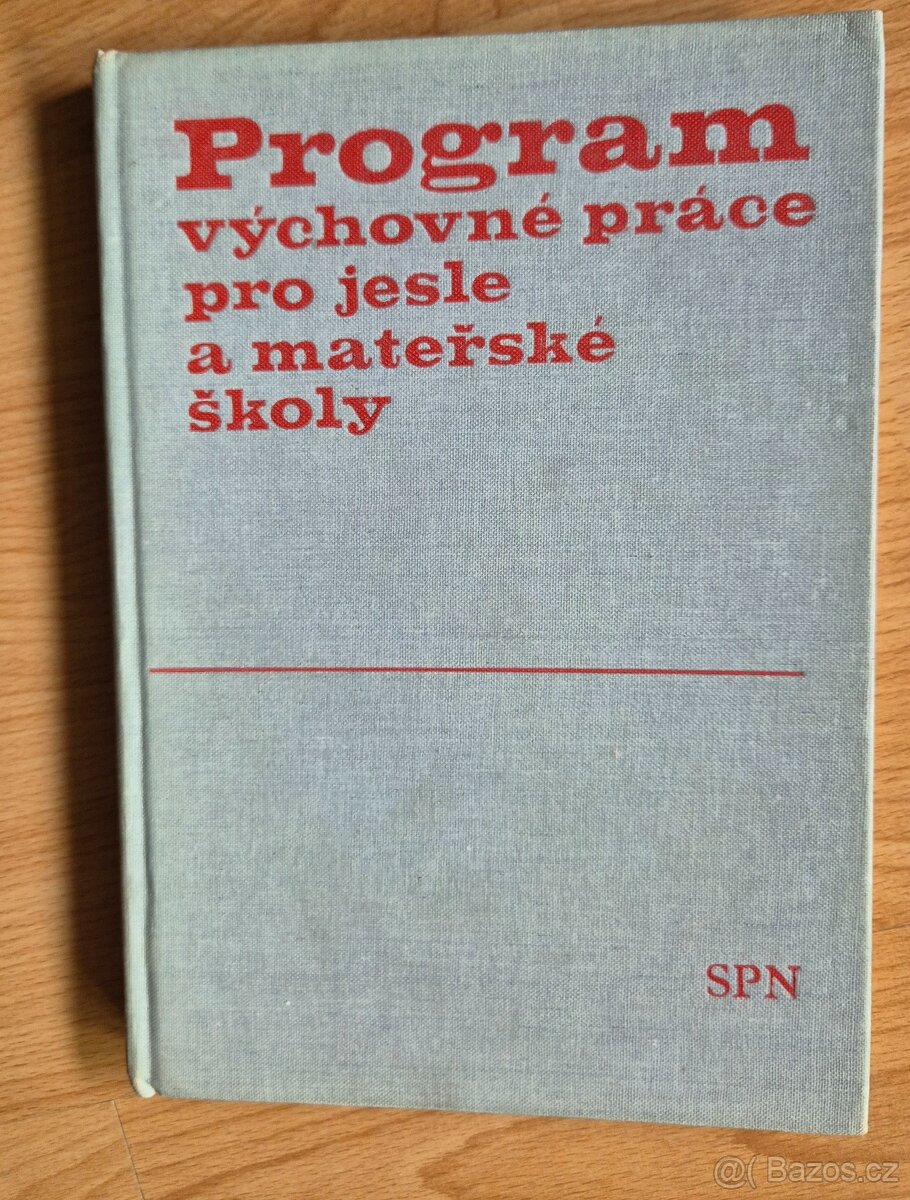 Program
výchovné práce
pro jesle
a mateřské
školy
SPN
@( Bazos.cz